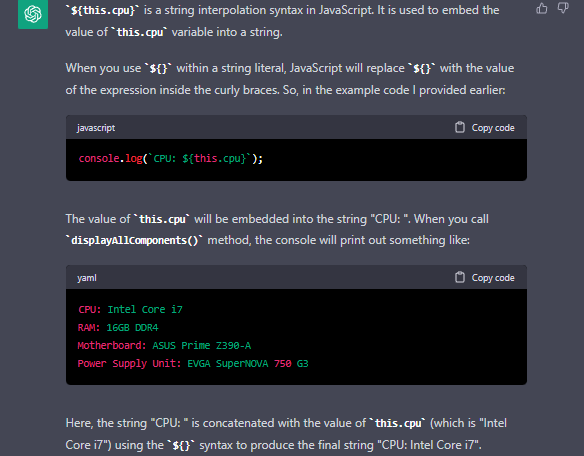 `${this.cpu}` is a string interpolation syntax in JavaScript. It is used to embed the
value of `this.cpu` variable into a string.
When you use `${}` within a string literal, JavaScript will replace `${}` with the value
of the expression inside the curly braces. So, in the example code I provided earlier:
javascript Copy code
console.log(`CPU: ${this.cpu}`);
The value of `this.cpu` will be embedded into the string "CPU: ". When you call
`displayAllComponents()` method, the console will print out something like:
yaml Copy code
CPU: Intel Core i7
RAM: 16GB DDR4
Motherboard: ASUS Prime Z390-A
Power Supply Unit: EVGA SuperNOVA 750 G3
Here, the string "CPU: " is concatenated with the value of `this.cpu` (which is "Intel
Core i7") using the `${}` syntax to produce the final string "CPU: Intel Core i7".